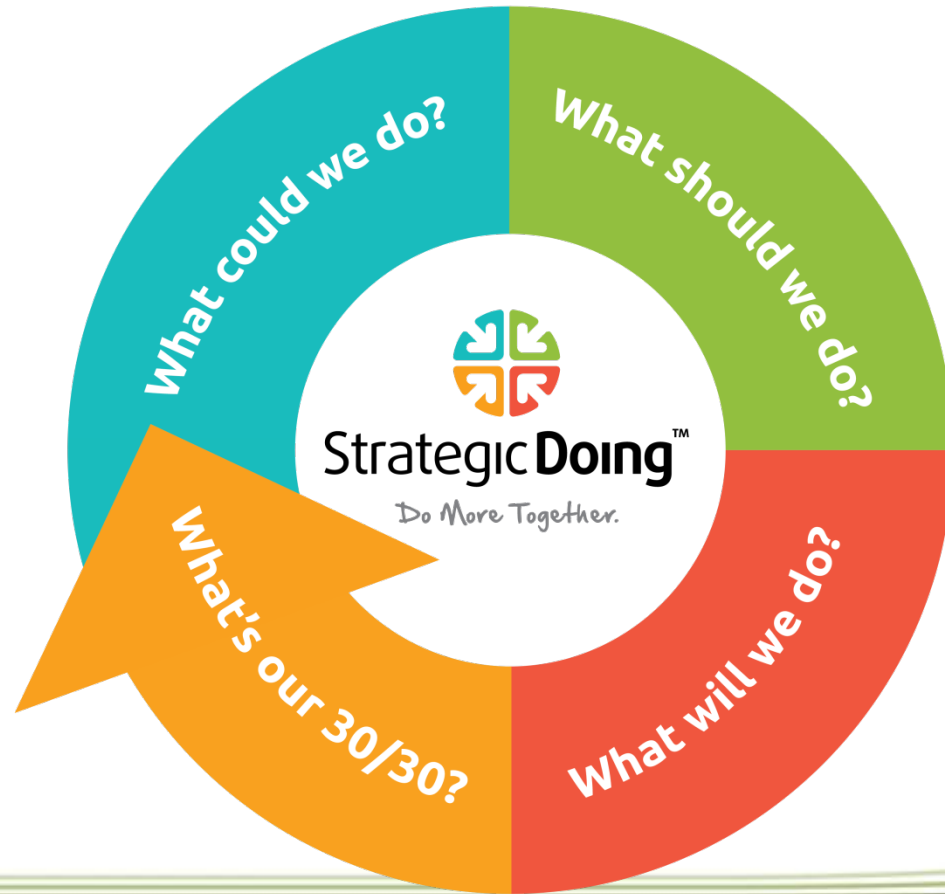 What could we do?
What should we do?
Strategic Doing™
Do More Together.
What's our 30/30?
What will we do?